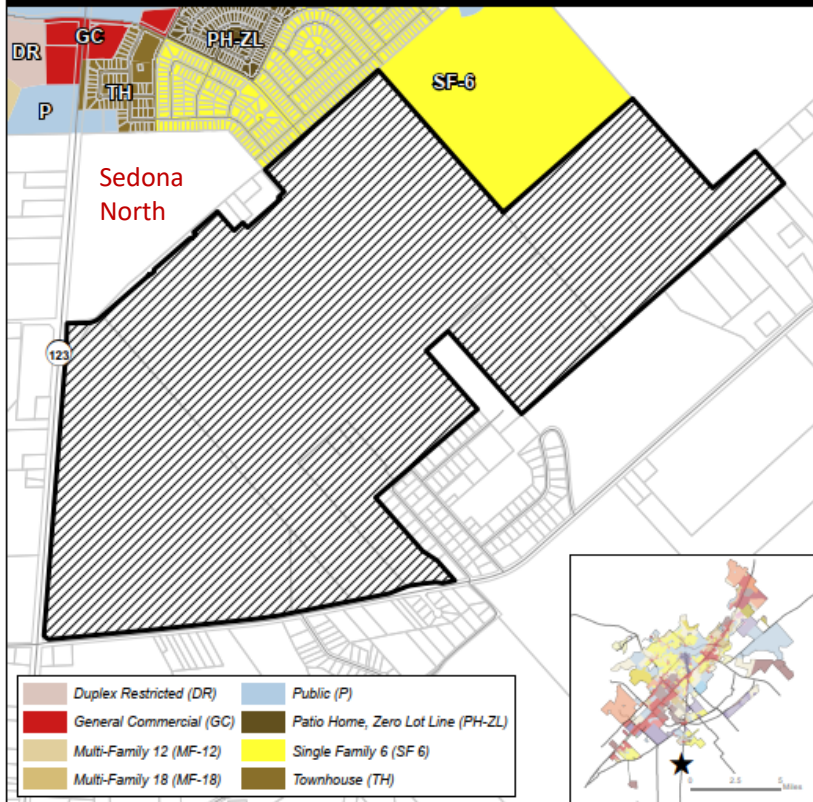 GC
PH-ZL
DR
SF-6
TH
P
Sedona
North
123
Duplex Restricted (DR)
General Commercial (GC)
Multi-Family 12 (MF-12)
Multi-Family 18 (MF-18)
Public (P)
Patio Home, Zero Lot Line (PH-ZL)
Single Family 6 (SF 6)
Townhouse (TH)
0 2.5 5
Miles